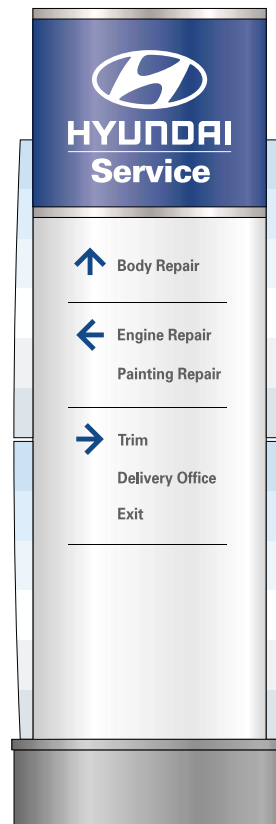 HYUNDAI
Service
Body Repair
Engine Repair
Painting Repair
Trim
Delivery Office
Exit